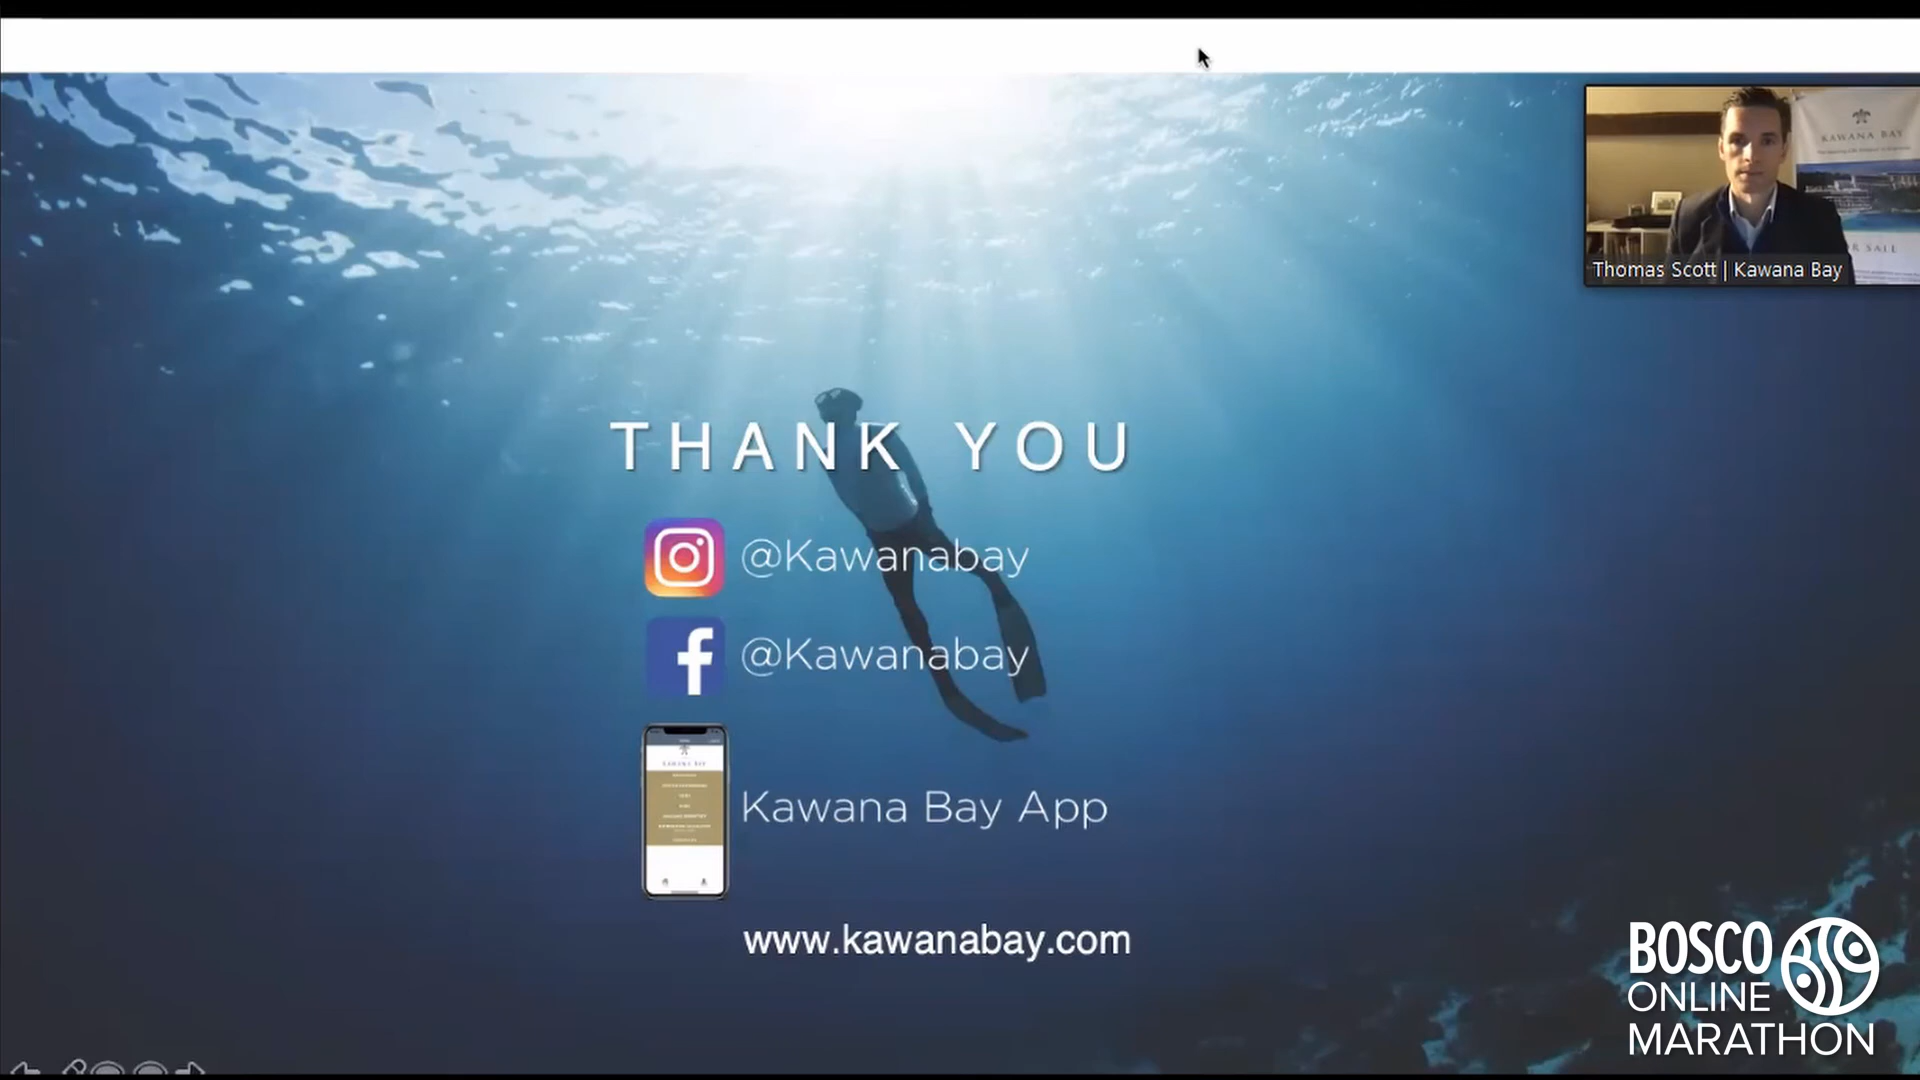 KAWANA BAY
R SALE
Thomas Scott | Kawana Bay
THANK YOU
@Kawanabay
@Kawanabay
Kawana Bay App
www.kawanabay.com
BOSCO
ONLINE
MARATHON